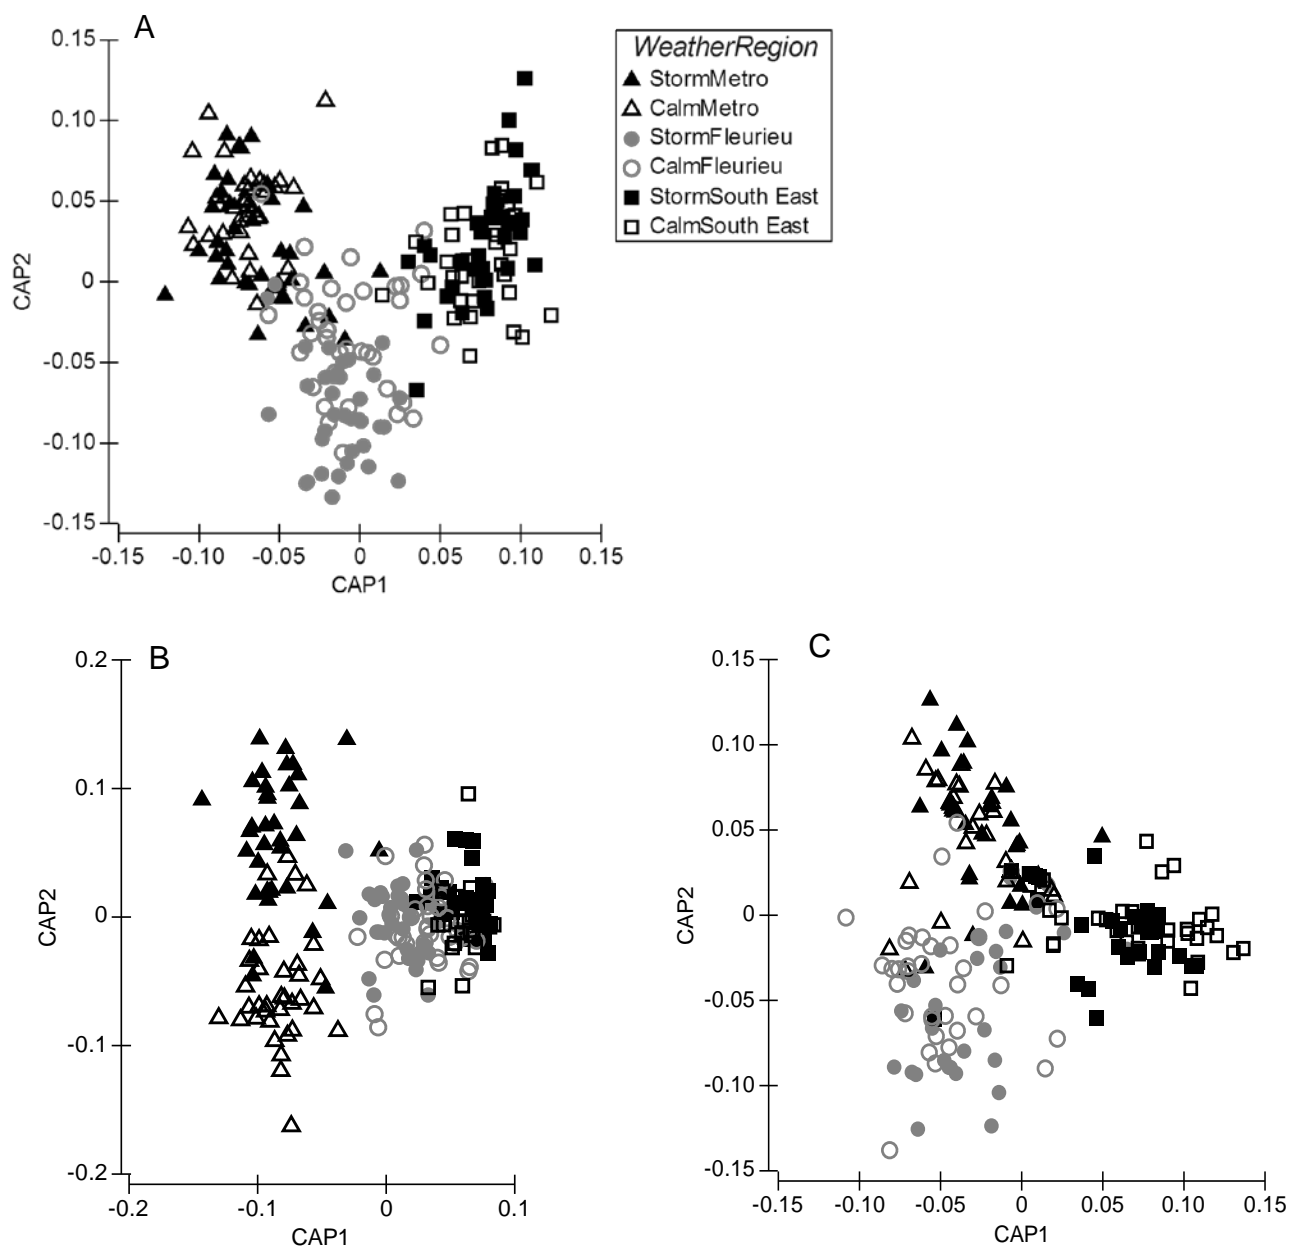 A
0.15
0.10
0.05
0
-0.05
-0.10
-0.15
CAP2
-0.15
-0.10
-0.05
0
0.05
0.10
0.15
CAP1
WeatherRegion
StormMetro
CalmMetro
StormFleurieu
CalmFleurieu
StormSouth East
CalmSouth East
B
0.2
0.1
0
-0.1
-0.2
CAP2
-0.2
-0.1
0
0.1
CAP1
C
0.15
0.10
0.05
0
-0.05
-0.10
-0.15
CAP2
-0.15
-0.10
-0.05
0
0.05
0.10
0.15
CAP1